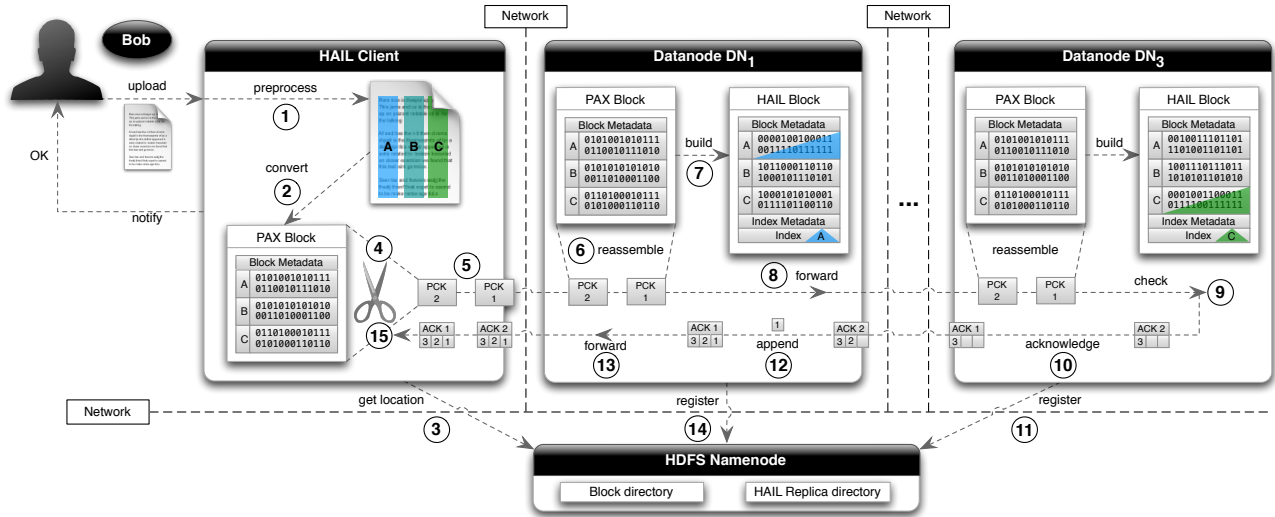 Network
Network
Bob
HAIL Client
Datanode DN1
Datanode DN3
upload
preprocess
1
A B C
OK
convert
2
notify
PAX Block
Block Metadata
A
0101001010111
0110010111010
B
0101010101010
0011010001100
C
0110100010111
0101000110110
4
5
PCK
2
PCK
1
15
ACK 1
3 2 1
ACK 2
3 2 1
PAX Block
Block Metadata
A
0101001010111
0110010111010
B
0101010101010
0011010001100
C
0110100010111
0101000110110
build
7
HAIL Block
Block Metadata
A
0000100100011
0011110111111
B
1011000110110
1000101110101
C
1000101010001
0111101100110
Index Metadata
Index A
6
reassemble
PCK
2
PCK
1
8
forward
forward
13
ACK 1
3 2 1
1
append
12
ACK 2
3 2
...
PAX Block
Block Metadata
A
0101001010111
0110010111010
B
0101010101010
0011010001100
C
0110100010111
0101000110110
build
HAIL Block
Block Metadata
A
0010011101101
1101001101101
B
1001110111011
1010101101010
C
0001001100011
0111100111111
Index Metadata
Index C
reassemble
PCK
2
PCK
1
check
9
ACK 1
3
acknowledge
10
ACK 2
3
Network
get location
3
register
14
register
11
HDFS Namenode
Block directory
HAIL Replica directory